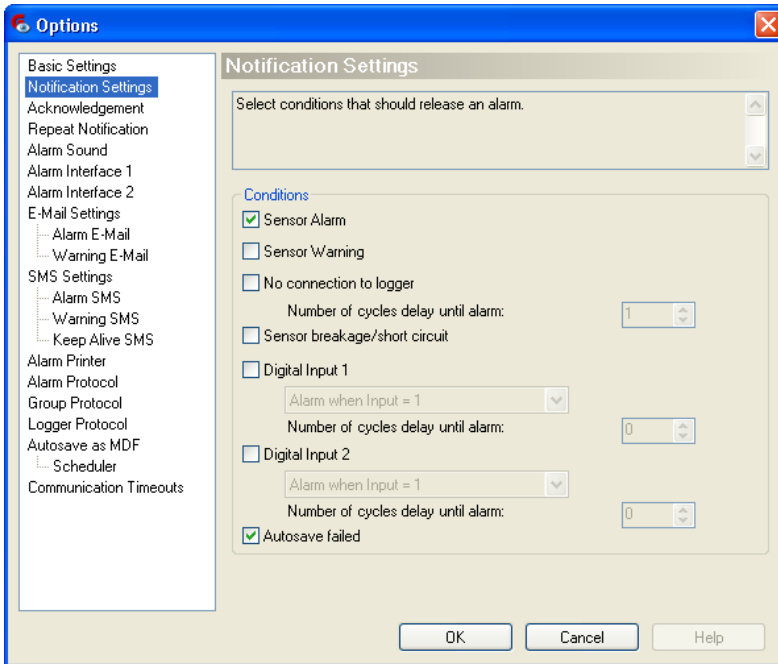 Options
Basic Settings
Notification Settings
Acknowledgement
Repeat Notification
Alarm Sound
Alarm Interface 1
Alarm Interface 2
E-Mail Settings
Alarm E-Mail
Warning E-Mail
SMS Settings
Alarm SMS
Warning SMS
Keep Alive SMS
Alarm Printer
Alarm Protocol
Group Protocol
Logger Protocol
Autosave as MDF
Scheduler
Communication Timeouts
Notification Settings
Select conditions that should release an alarm.
Conditions
Sensor Alarm
Sensor Warning
No connection to logger
Number of cycles delay until alarm: 1
Sensor breakage/short circuit
Digital Input 1
Alarm when Input = 1
Number of cycles delay until alarm: 0
Digital Input 2
Alarm when Input = 1
Number of cycles delay until alarm: 0
Autosave failed
OK Cancel Help